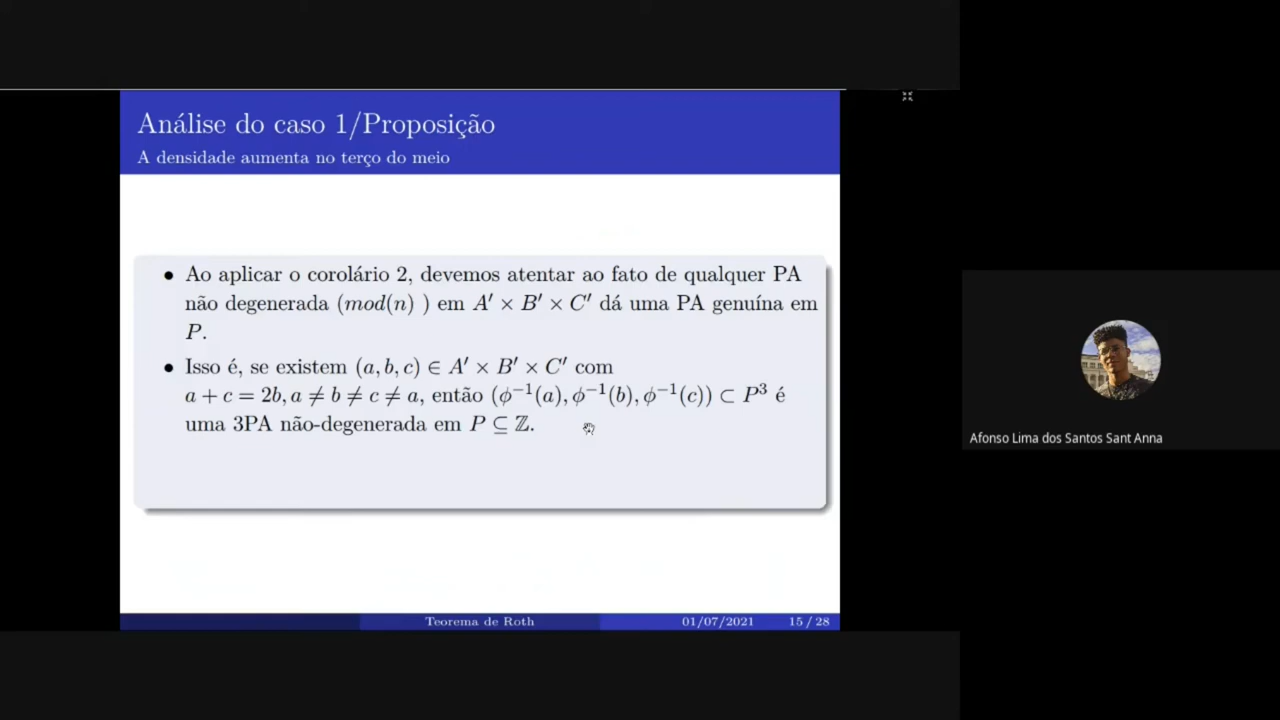 Análise do caso 1/Proposição
A densidade aumenta no terço do meio
• Ao aplicar o corolário 2, devemos atentar ao fato de qualquer PA
não degenerada (mod(n) ) em A′ × B′ × C′ dá uma PA genuína em
P.
• Isso é, se existem (a, b, c) ∈ A′ × B′ × C′ com
a + c = 2b, a ≠ b ≠ c ≠ a, então (ϕ⁻¹(a), ϕ⁻¹(b), ϕ⁻¹(c)) ⊂ P³ é
uma 3PA não-degenerada em P ⊆ ℤ.
Teorema de Roth 01/07/2021 15 / 28
Afonso Lima dos Santos Sant Anna